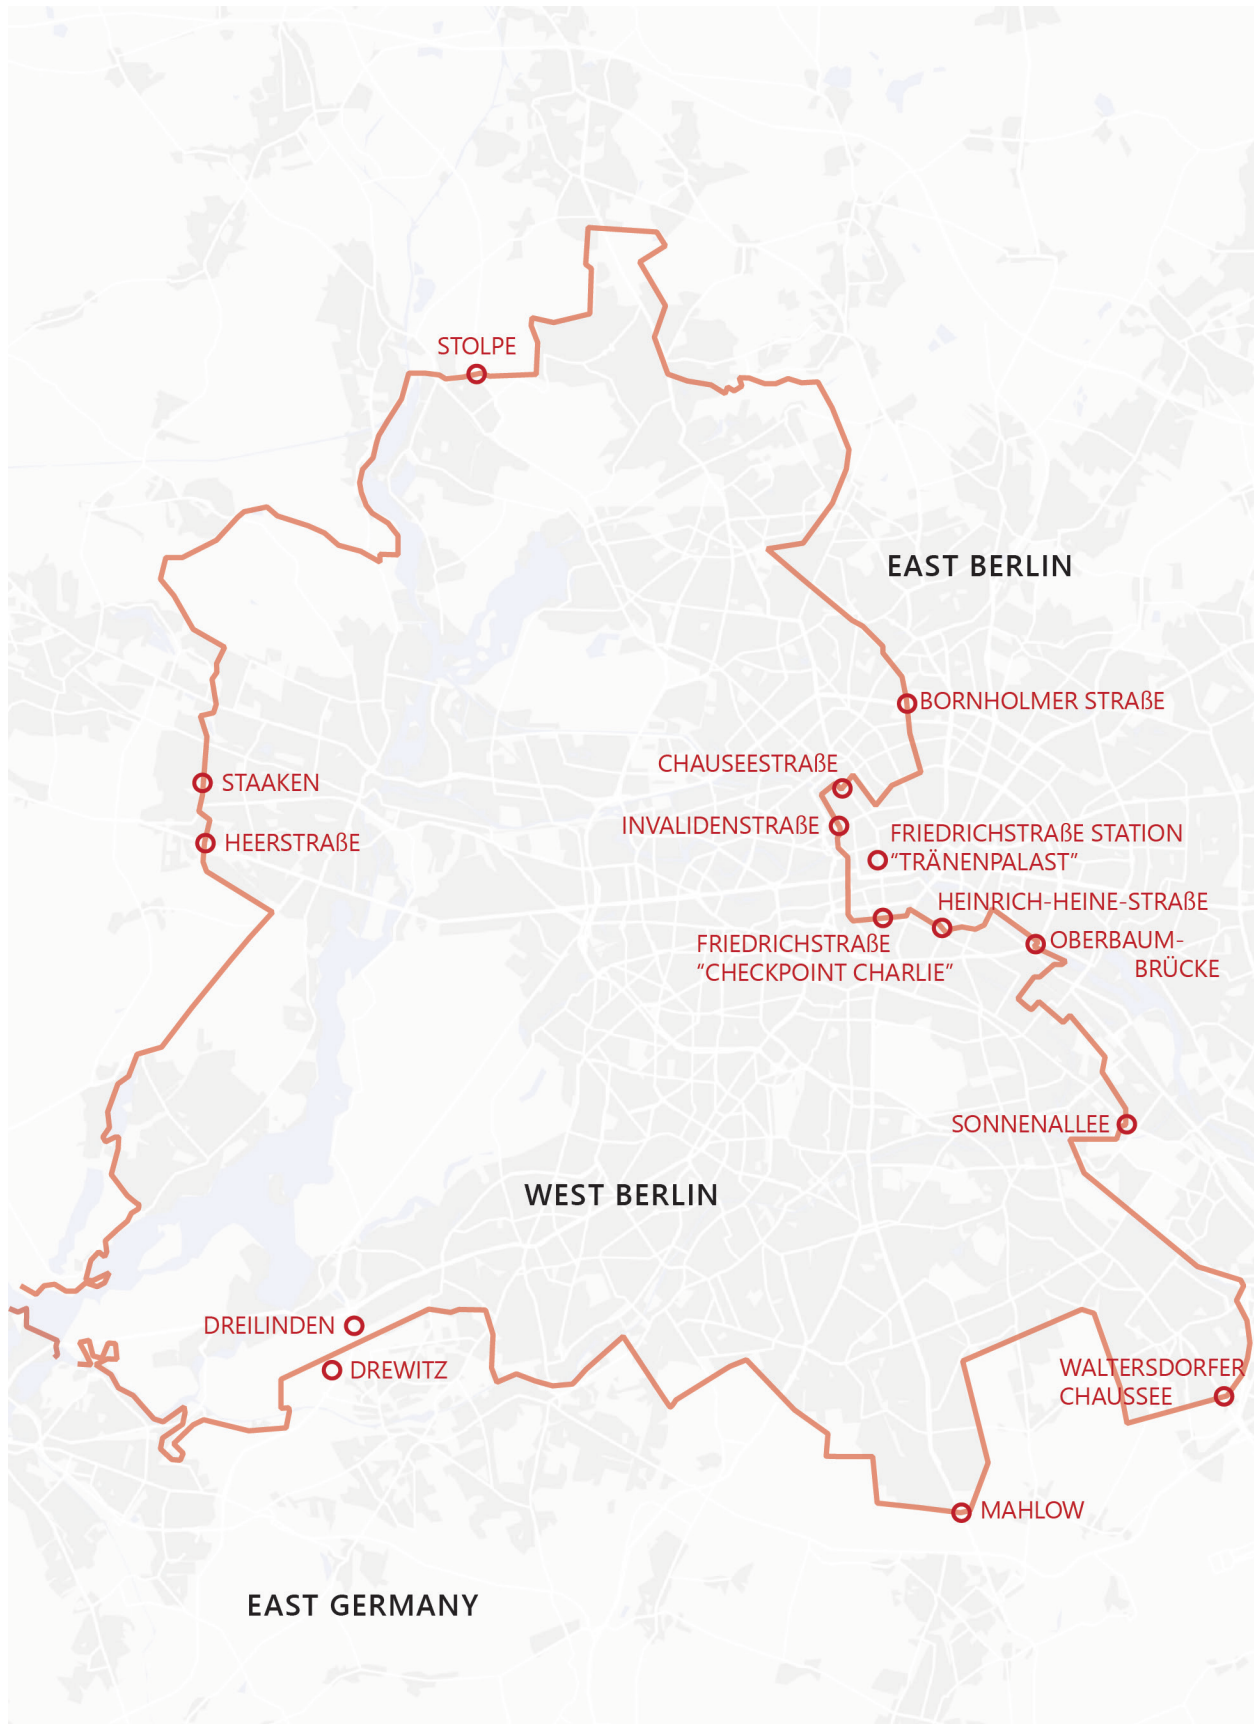 STOLPE
EAST BERLIN
BORNHOLMER STRAßE
CHAUSEESTRAßE
STAAKEN
INVALIDENSTRAßE
FRIEDRICHSTRAßE STATION
“TRÄNENPALAST”
HEERSTRAßE
HEINRICH-HEINE-STRAßE
FRIEDRICHSTRAßE
“CHECKPOINT CHARLIE”
OBERBAUM-
BRÜCKE
SONNENALLEE
WEST BERLIN
DREILINDEN
DREWITZ
WALTERSDORFER
CHAUSSEE
MAHLOW
EAST GERMANY